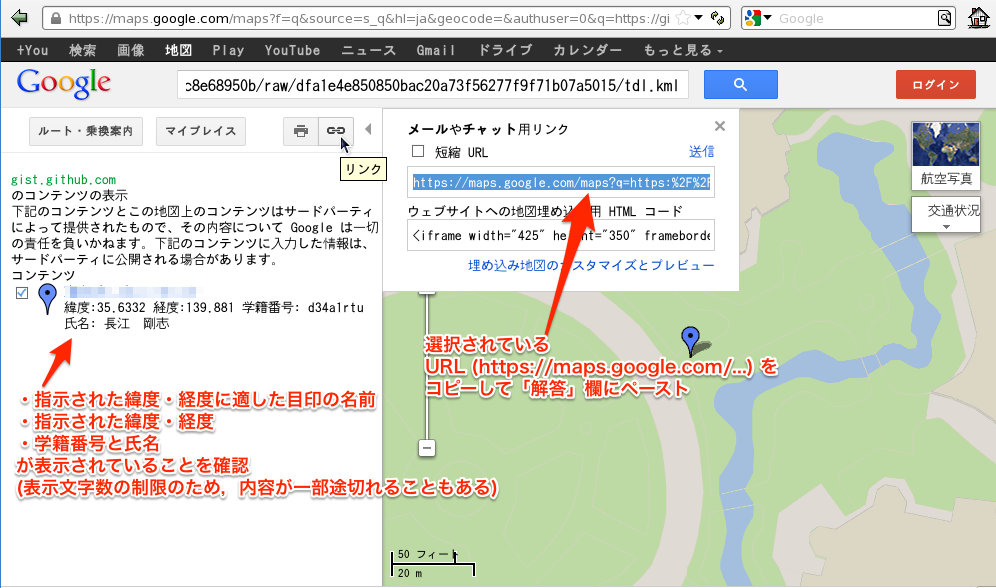 https://maps.google.com/maps?f=q&source=s_q&hl=ja&geocode=&authuser=0&q=https://gi
Google
+You 検索 画像 地図 Play YouTube ニュース Gmail ドライブ カレンダー もっと見る
Google
c8e68950b/raw/dfa1e4e850850bac20a73f56277f9f71b07a5015/tdl.kml
ログイン
ルート・乗換案内
マイプレイス
リンク
gist.github.com
のコンテンツの表示
下記のコンテンツとこの地図上のコンテンツはサードパーティ
によって提供されたもので、その内容について Google は一切
の責任を負いかねます。下記のコンテンツに入力した情報は、
サードパーティに公開される場合があります。
コンテンツ
緯度:35.6332 経度:139.881 学籍番号: d34a1rtu
氏名: 長江 剛志
・指示された緯度・経度に適した目印の名前
・指示された緯度・経度
・学籍番号と氏名
が表示されていることを確認
(表示文字数の制限のため，内容が一部途切れることもある)
メールやチャット用リンク
短縮 URL
送信
https://maps.google.com/maps?q=https:%2F%2F
ウェブサイトへの地図埋め込み用 HTML コード
<iframe width="425" height="350" frameborde
埋め込み地図のカスタマイズとプレビュー
選択されている
URL (https://maps.google.com/...) を
コピーして「解答」欄にペースト
航空写真
交通状況
50 フィート
20 m